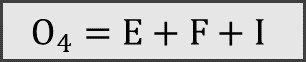 O₄ = E + F + I